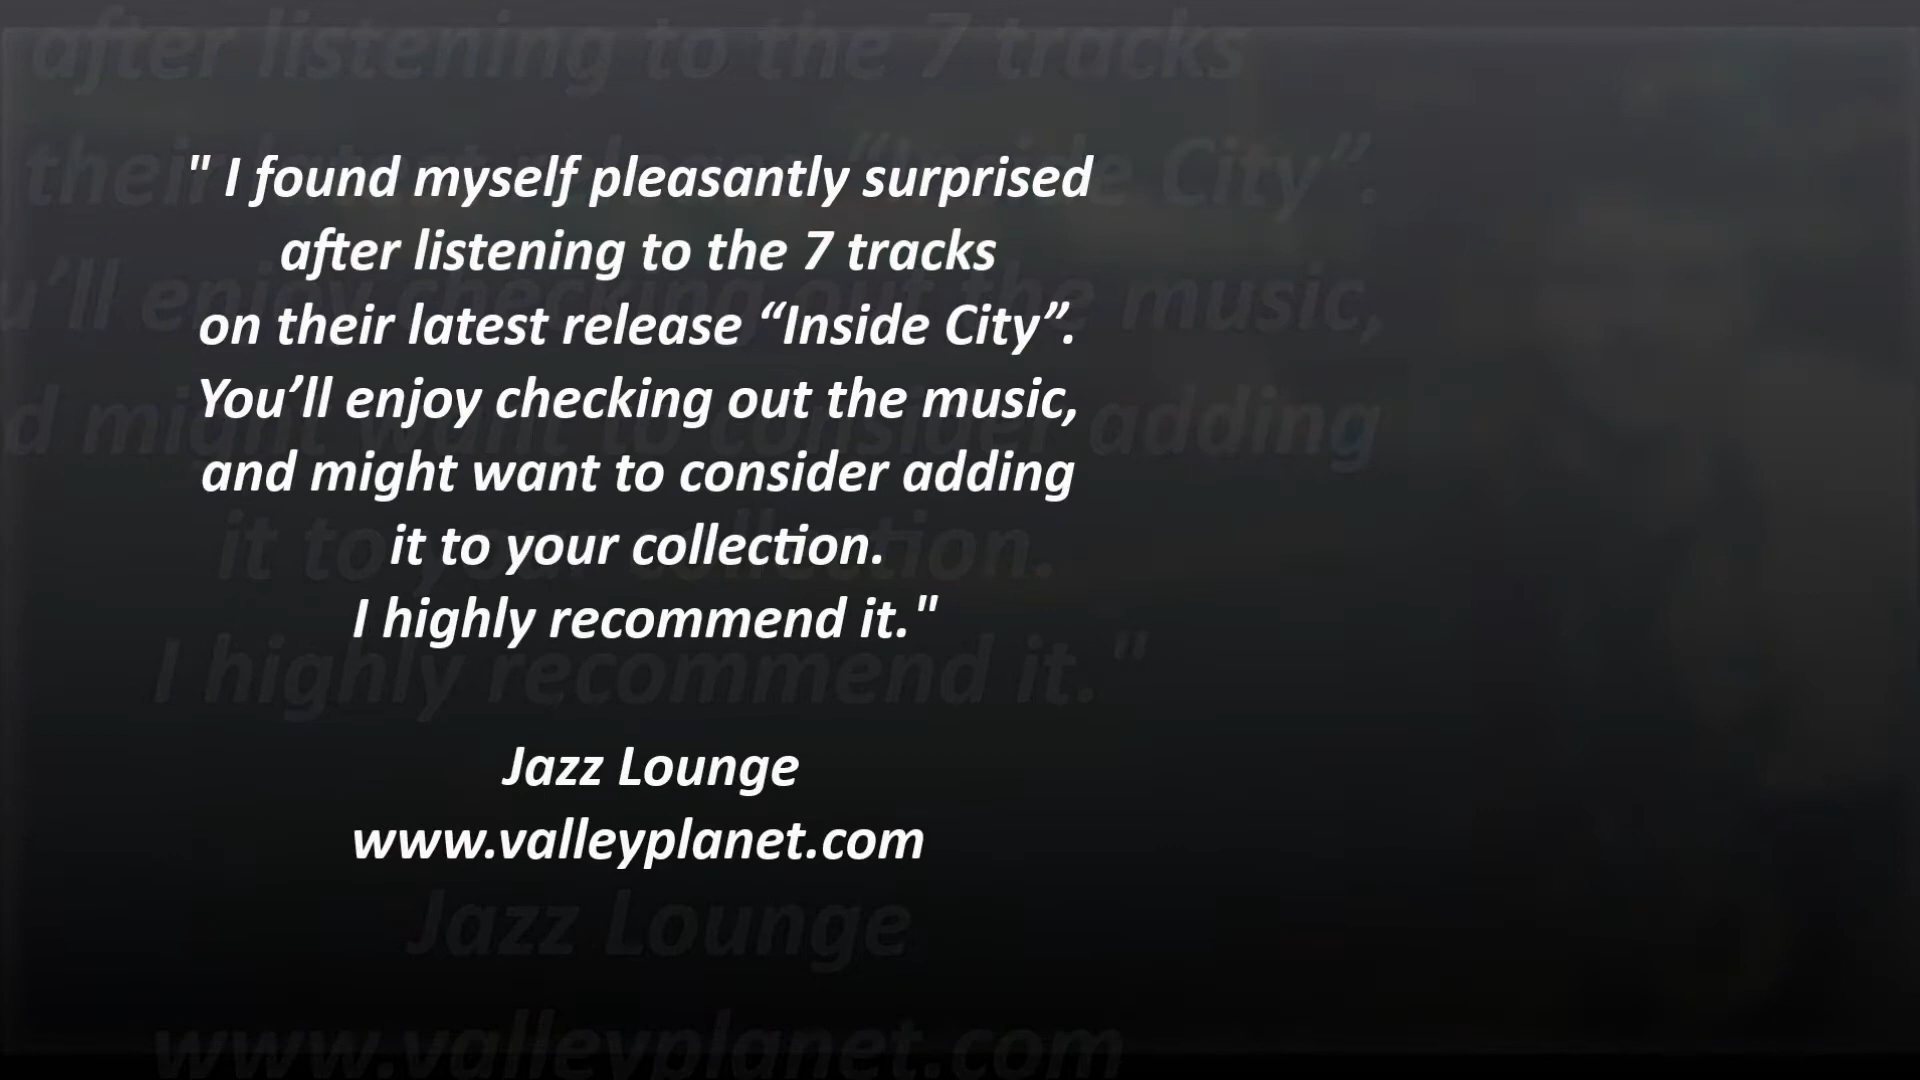 " I found myself pleasantly surprised
after listening to the 7 tracks
on their latest release “Inside City”.
You’ll enjoy checking out the music,
and might want to consider adding
it to your collection.
I highly recommend it."
Jazz Lounge
www.valleyplanet.com